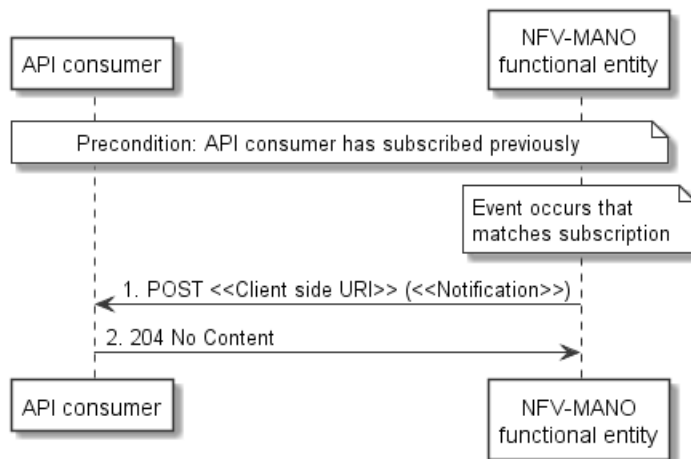 API consumer
NFV-MANO
functional entity
Precondition: API consumer has subscribed previously
Event occurs that
matches subscription
1. POST <<Client side URI>> (<<Notification>>)
2. 204 No Content
API consumer
NFV-MANO
functional entity